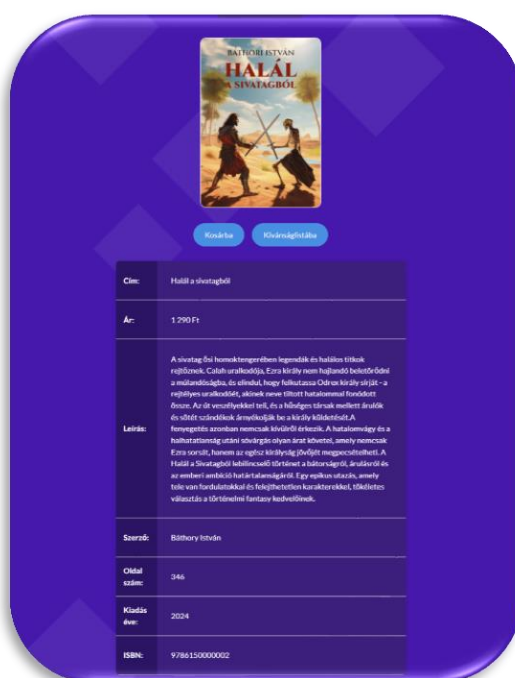 BÁTHORI ISTVÁN
HALÁL
A SIVATAGBÓL
Kosárba
Kívánságlistába
Cím:
Halál a sivatagból
Ár:
1 290 Ft
Leírás:
A sivatag ősi homoktengerében legendák és halálos titkok
rejtőznek. Calah uralkodója, Ezra király nem hajlandó beletörődni
a múlandóságba, és elindul, hogy felkutassa Odrox király sírját - a
rejtélyes uralkodóét, akinek neve tiltott hatalommal fonódott
össze. Az út veszélyekkel teli, és a hűséges társak mellett árulók
és sötét szándékok árnyékolják be a király küldetését.A
fenyegetés azonban nemcsak kívülről érkezik. A hatalomvágy és a
halhatatlanság utáni sóvárgás olyan árat követel, amely nemcsak
Ezra sorsát, hanem az egész királyság jövőjét megpecsételheti. A
Halál a Sivatagból lebilincselő történet a bátorságról, árulásról és
az emberi ambíció határtalanságáról. Egy epikus utazás, amely
tele van fordulatokkal és felejthetetlen karakterekkel, tökéletes
választás a történelmi fantasy kedvelőinek.
Szerző:
Báthory István
Oldal
szám:
346
Kiadás
éve:
2024
ISBN:
9786150000002